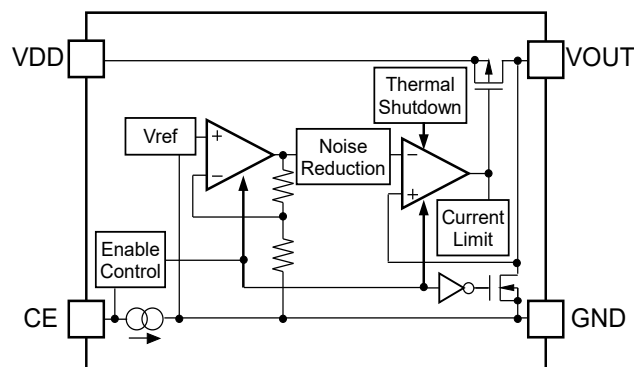 VDD
VOUT
Thermal
Shutdown
Vref
+
−
Noise
Reduction
−
+
Current
Limit
Enable
Control
CE
GND